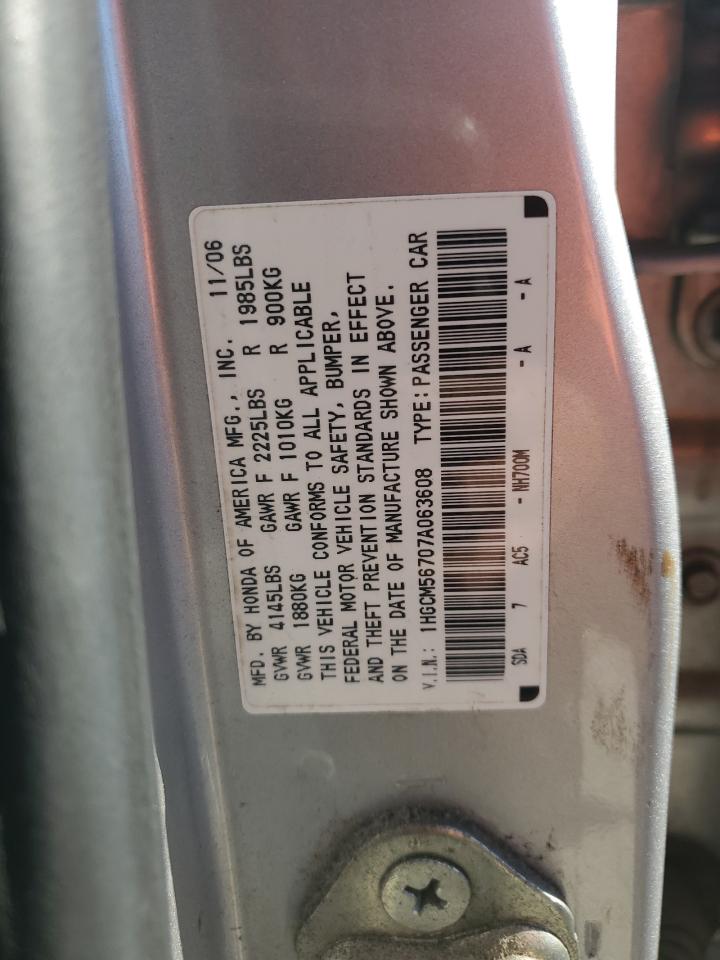 MFD. BY HONDA OF AMERICA MFG., INC. 11/06
GVWR 4145LBS GAWR F 2225LBS R 1985LBS
GVWR 1880KG GAWR F 1010KG R 900KG
THIS VEHICLE CONFORMS TO ALL APPLICABLE
FEDERAL MOTOR VEHICLE SAFETY, BUMPER,
AND THEFT PREVENTION STANDARDS IN EFFECT
ON THE DATE OF MANUFACTURE SHOWN ABOVE.
V.I.N.: 1HGCM56707A063608 TYPE: PASSENGER CAR
SDA 7 AC5 - NH700M - A - A